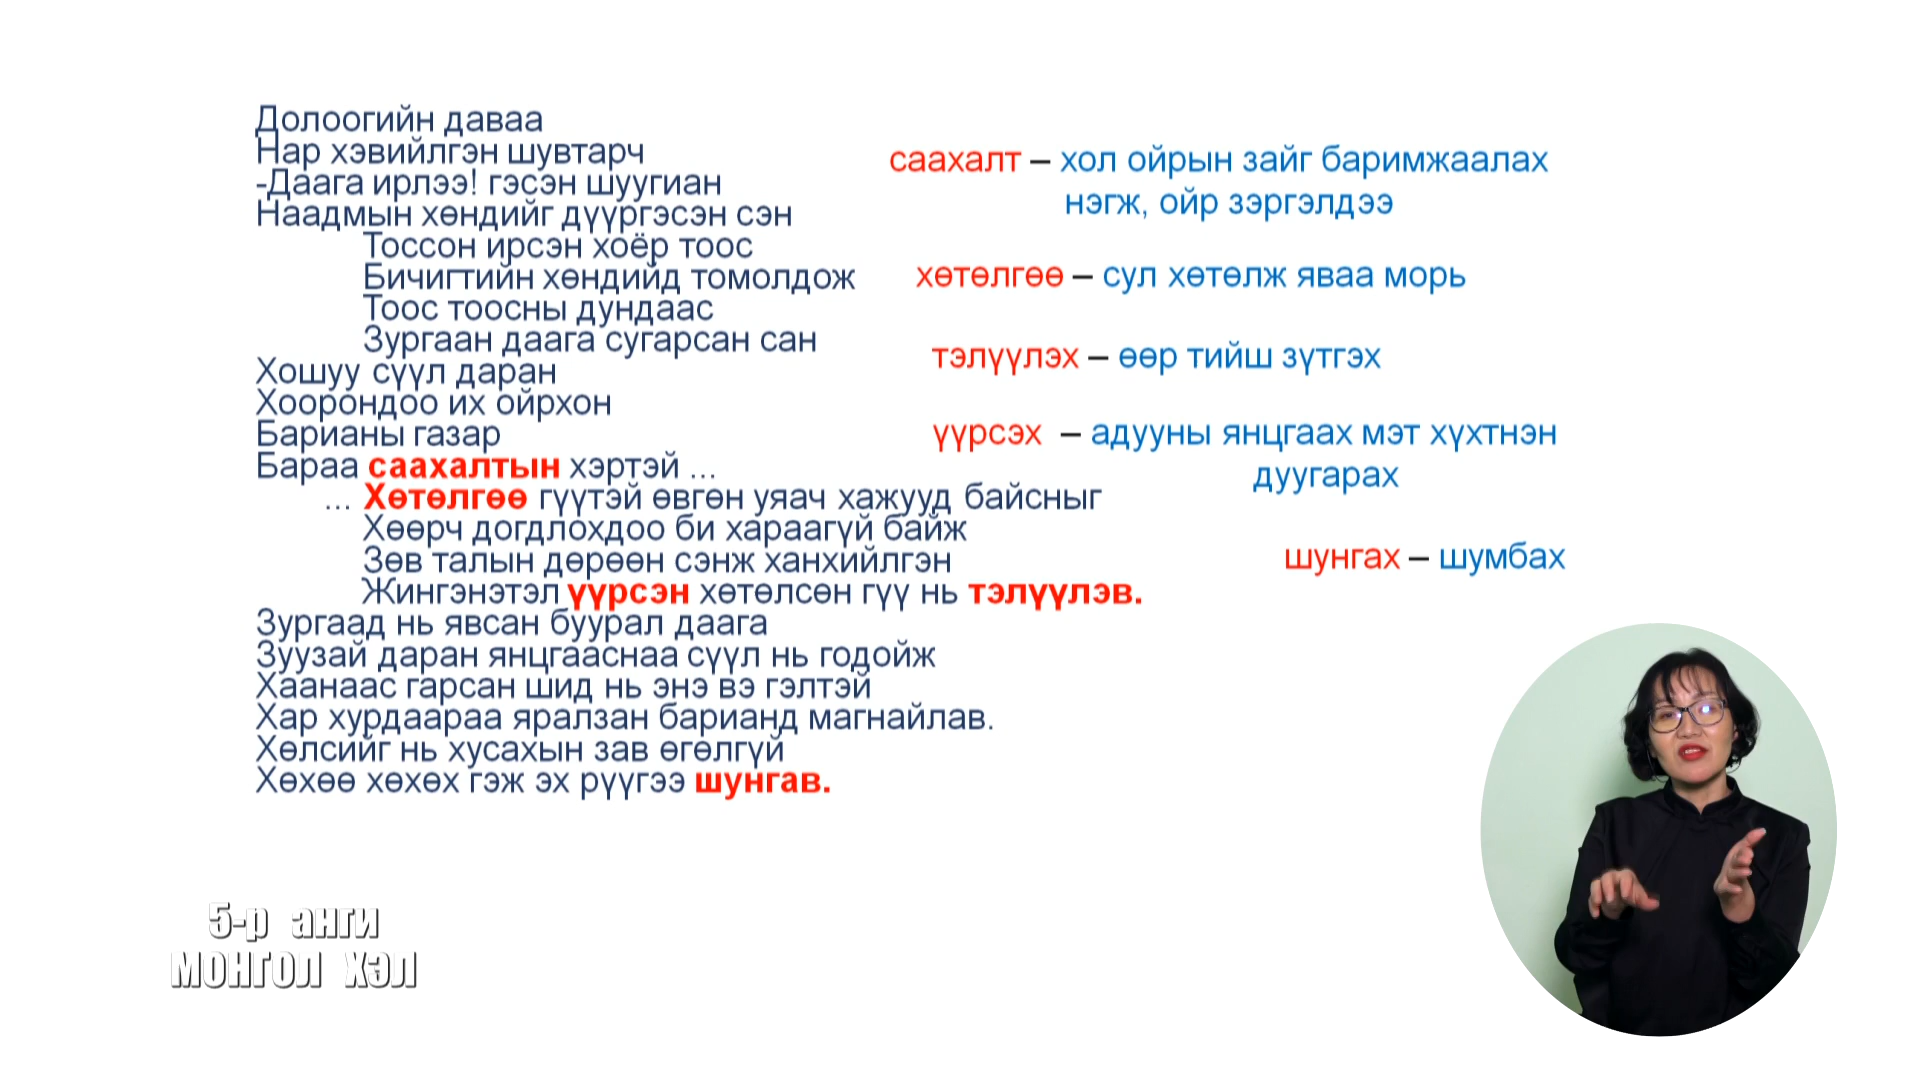 Долоогийн даваа
Нар хэвийлгэн шувтарч
-Даага ирлээ! гэсэн шуугиан
Наадмын хөндийг дүүргэсэн сэн
Тоссон ирсэн хоёр тоос
Бичигтийн хөндийд томолдож
Тоос тоосны дундаас
Зургаан даага сугарсан сан
Хошуу сүүл даран
Хоорондоо их ойрхон
Барианы газар
Бараа саахалтын хэртэй ...
... Хөтөлгөө гүүтэй өвгөн уяач хажууд байсныг
Хөөрч догдлохдоо би хараагүй байж
Зөв талын дөрөөн сэнж ханхийлгэн
Жингэнэтэл үүрсэн хөтөлсөн гүү нь тэлүүлэв.
Зургаад нь явсан буурал даага
Зуузай даран янцгааснаа сүүл нь годойж
Хаанаас гарсан шид нь энэ вэ гэлтэй
Хар хурдаараа яралзан барианд магнайлав.
Хөлсийг нь хусахын зав өгөлгүй
Хөхөө хөхөх гэж эх рүүгээ шунгав.
саахалт – хол ойрын зайг баримжаалах
нэгж, ойр зэргэлдээ
хөтөлгөө – сул хөтөлж яваа морь
тэлүүлэх – өөр тийш зүтгэх
үүрсэх – адууны янцгаах мэт хүхтнэн
дуугарах
шунгах – шумбах
5-р анги
МОНГОЛ ХЭЛ